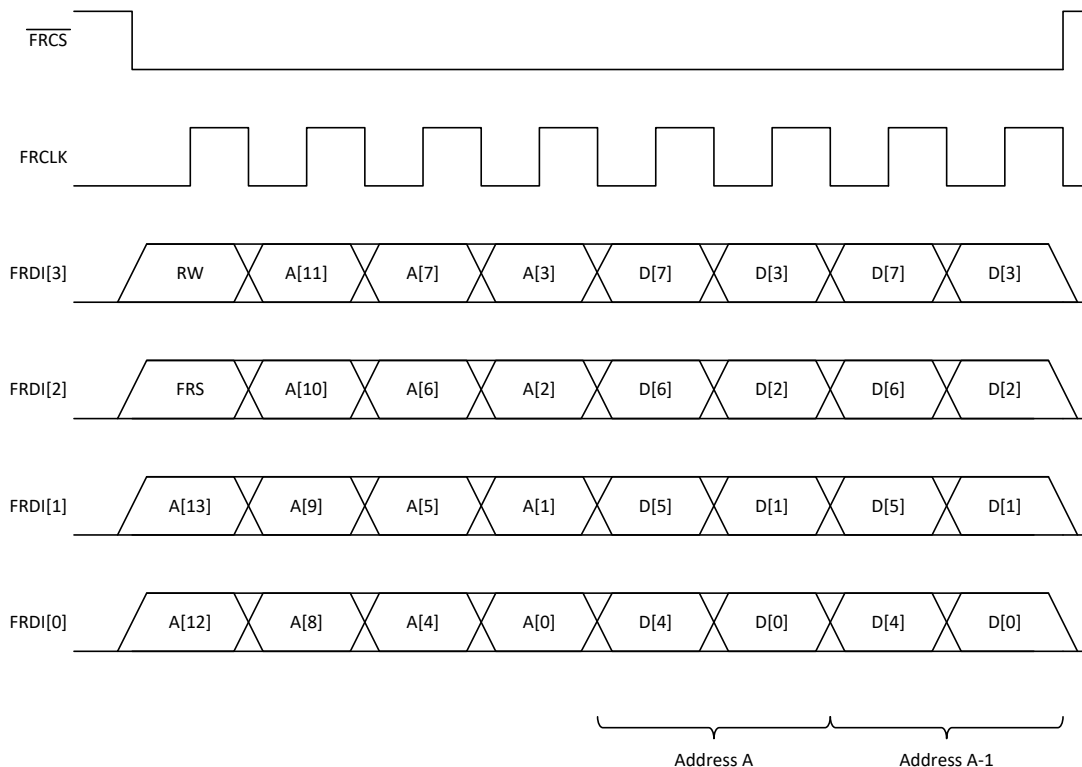 FRCS
FRCLK
FRDI[3] RW A[11] A[7] A[3] D[7] D[3] D[7] D[3]
FRDI[2] FRS A[10] A[6] A[2] D[6] D[2] D[6] D[2]
FRDI[1] A[13] A[9] A[5] A[1] D[5] D[1] D[5] D[1]
FRDI[0] A[12] A[8] A[4] A[0] D[4] D[0] D[4] D[0]
Address A Address A-1